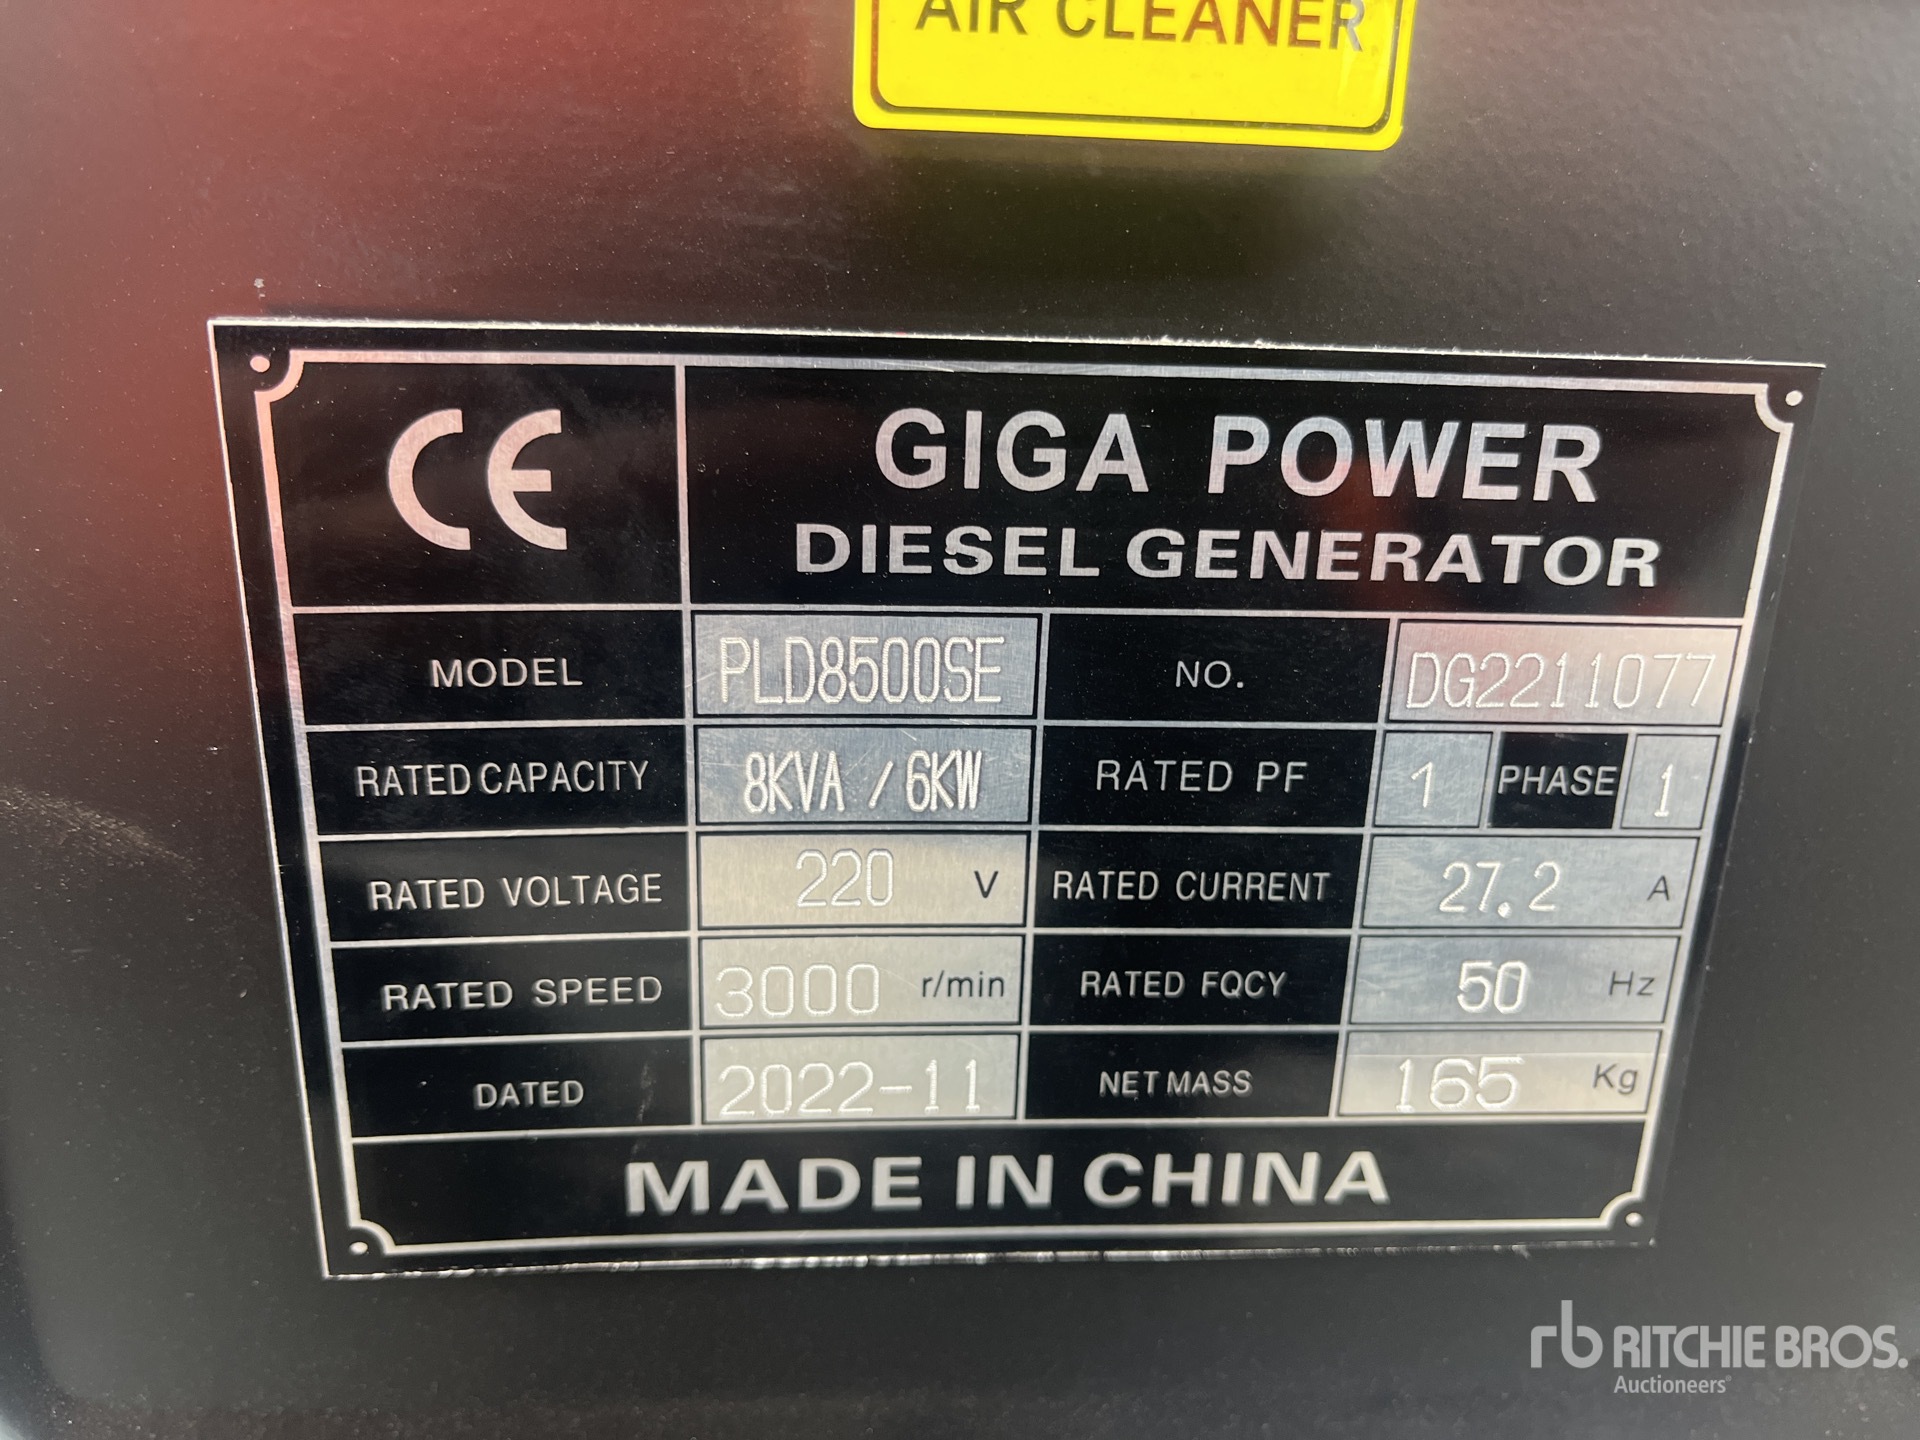 AIR CLEANER
CE
GIGA POWER
DIESEL GENERATOR
MODEL PLD8500SE NO. DG2211077
RATED CAPACITY 8KVA / 6KW RATED PF 1 PHASE 1
RATED VOLTAGE 220 V RATED CURRENT 27.2 A
RATED SPEED 3000 r/min RATED FQCY 50 Hz
DATED 2022-11 NET MASS 165 Kg
MADE IN CHINA
rb RITCHIE BROS.
Auctioneers